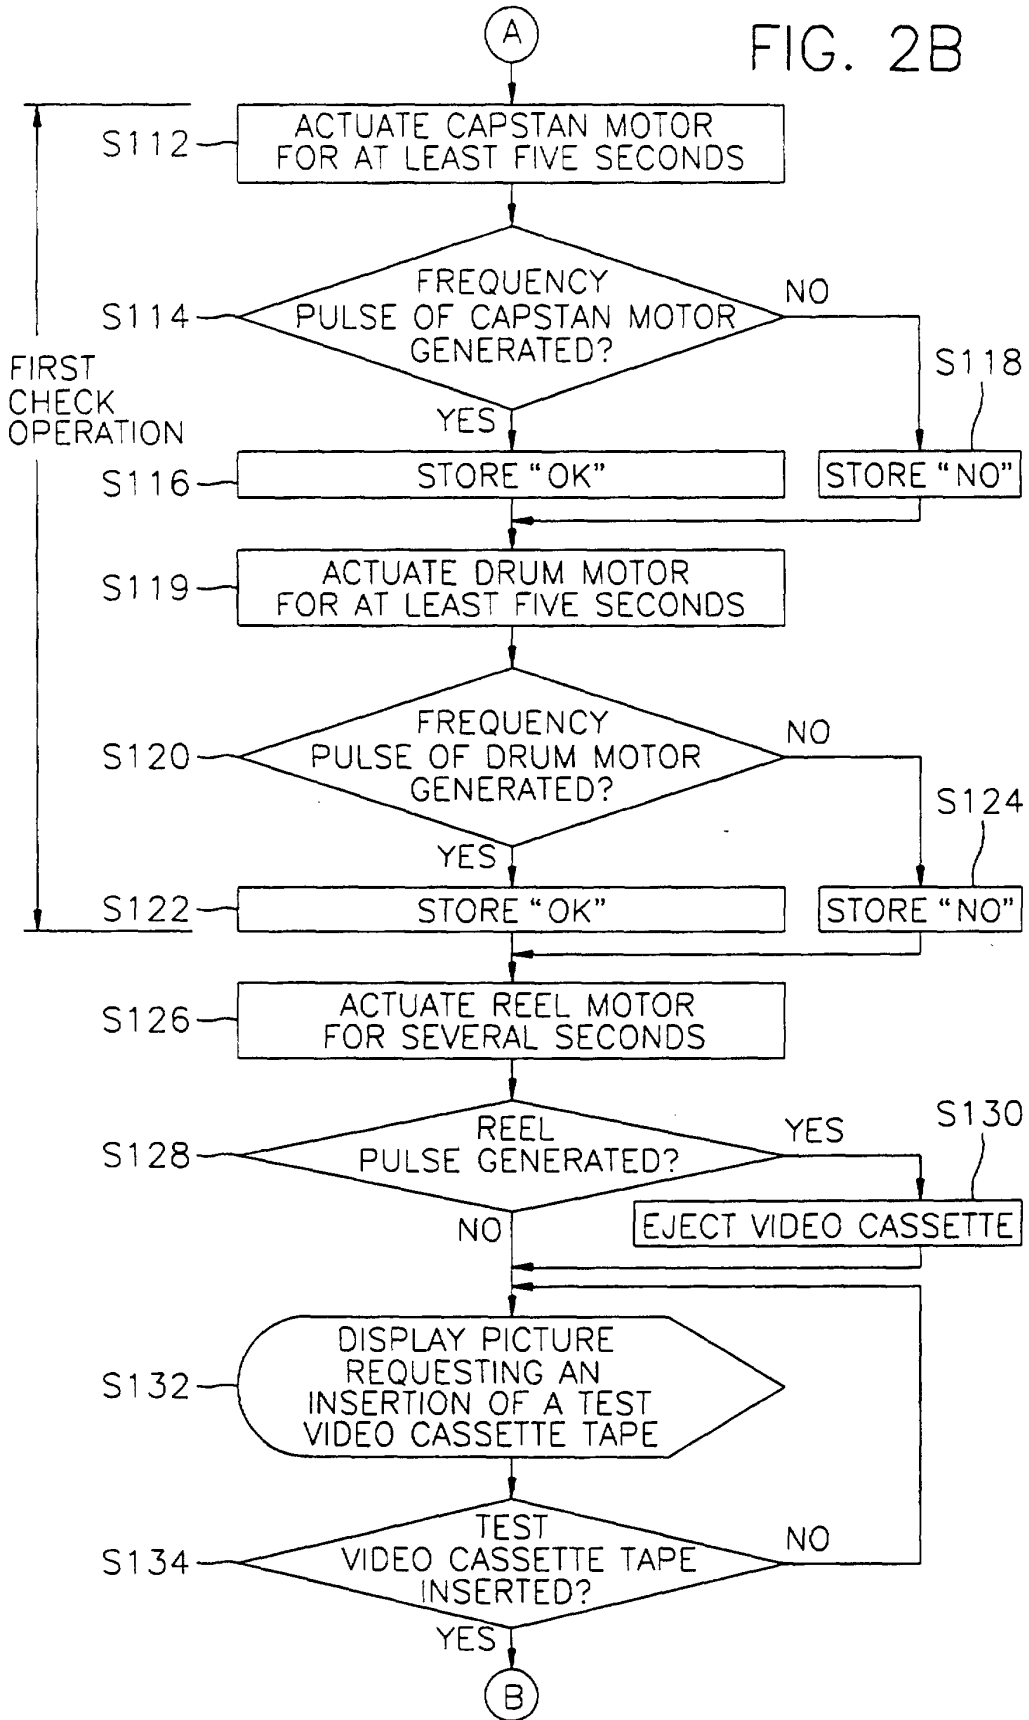 FIG. 2B
A
S112
ACTUATE CAPSTAN MOTOR
FOR AT LEAST FIVE SECONDS
S114
FREQUENCY
PULSE OF CAPSTAN MOTOR
GENERATED?
NO
YES
FIRST
CHECK
OPERATION
S118
S116
STORE "OK"
STORE "NO"
S119
ACTUATE DRUM MOTOR
FOR AT LEAST FIVE SECONDS
S120
FREQUENCY
PULSE OF DRUM MOTOR
GENERATED?
NO
YES
S124
S122
STORE "OK"
STORE "NO"
S126
ACTUATE REEL MOTOR
FOR SEVERAL SECONDS
S128
REEL
PULSE GENERATED?
YES
NO
S130
EJECT VIDEO CASSETTE
S132
DISPLAY PICTURE
REQUESTING AN
INSERTION OF A TEST
VIDEO CASSETTE TAPE
S134
TEST
VIDEO CASSETTE TAPE
INSERTED?
NO
YES
B